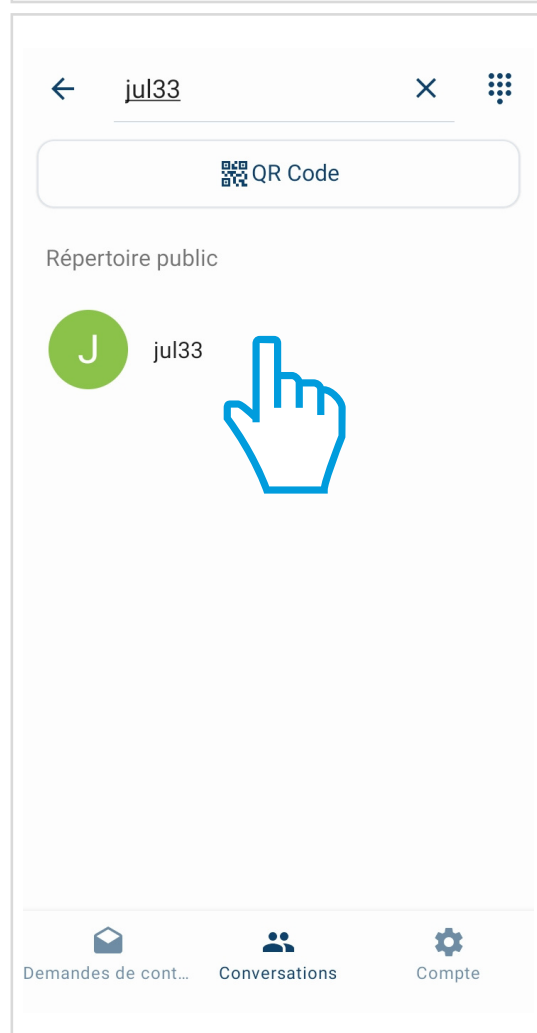 jul33
QR Code
Répertoire public
J
jul33
Demandes de cont...
Conversations
Compte